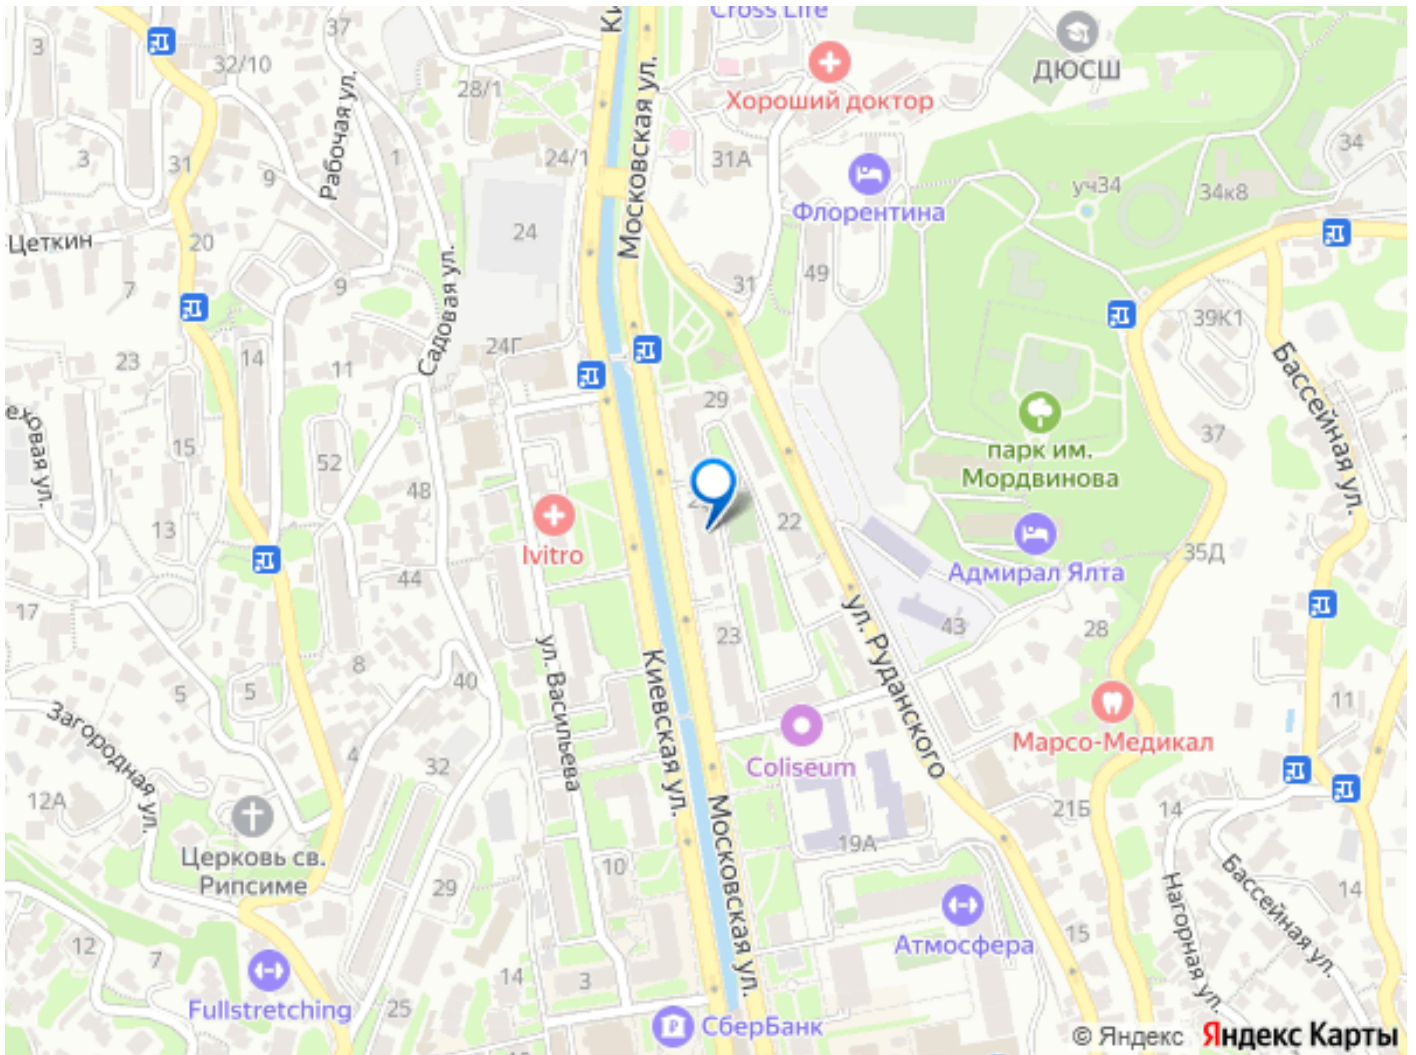 Cross Life
37
3
32/10
ДЮСШ
28/1
Хороший доктор
Рабочая ул.
Московская ул.
34
3
31
1
24/1
31А
9
уч34
34к8
Флорентина
Цеткин
20
24
7
9
31
49
Садовая ул.
39К1
24Г
23
14
11
Бассейная ул.
29
парк им.
Мордвинова
37
15
52
48
22
13
Ivitro
Адмирал Ялта
35Д
44
17
ул. Руданского
43
28
23
8
ул. Васильева
Киевская ул.
5
5
40
11
Загородная ул.
Марсо-Медикал
4
32
Coliseum
12А
21Б
14
19А
Московская ул.
Церковь св.
Рипсиме
10
29
14
Нагорная ул.
Бассейная ул.
12
7
Атмосфера
15
14
3
Fullstretching
25
СберБанк
12
© Яндекс Яндекс Карты